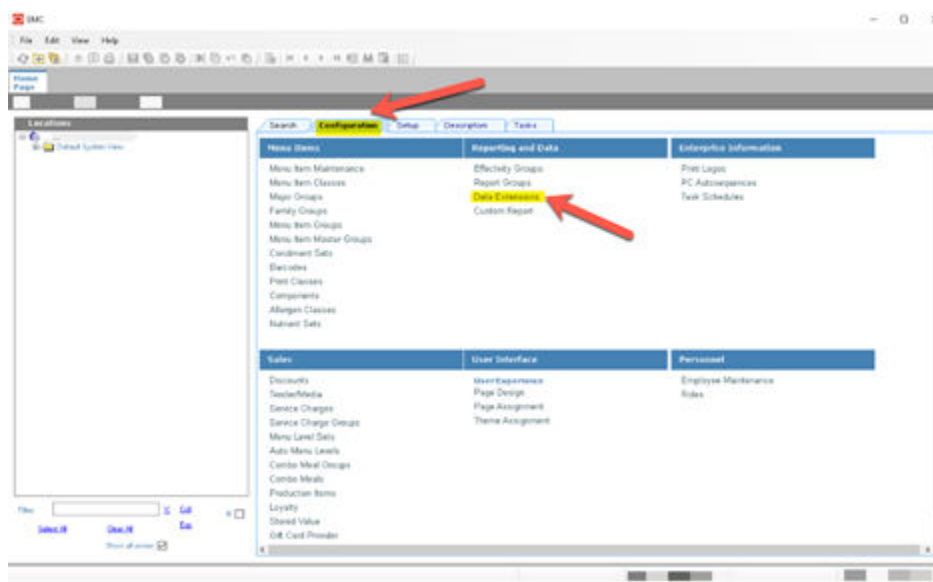 EMC
File Edit View Help
Home Page
Locations
Default System View
Search Configuration Setup Description Tasks
Menu Items
Menu Item Maintenance
Menu Item Classes
Major Groups
Family Groups
Menu Item Groups
Menu Item Master Groups
Condiment Sets
Barcodes
Print Classes
Components
Allergen Classes
Nutrient Sets
Reporting and Data
Effectivity Groups
Report Groups
Data Extensions
Custom Report
Enterprise Information
Print Logos
PC Autosequences
Task Schedules
Sales
Discounts
Tender/Media
Service Charges
Service Charge Groups
Menu Level Sets
Auto Menu Levels
Combo Meal Groups
Combo Meals
Production Items
Loyalty
Stored Value
Gift Card Provider
User Interface
User Experience
Page Design
Page Assignment
Theme Assignment
Personnel
Employee Maintenance
Roles
Filter
Select All Clear All